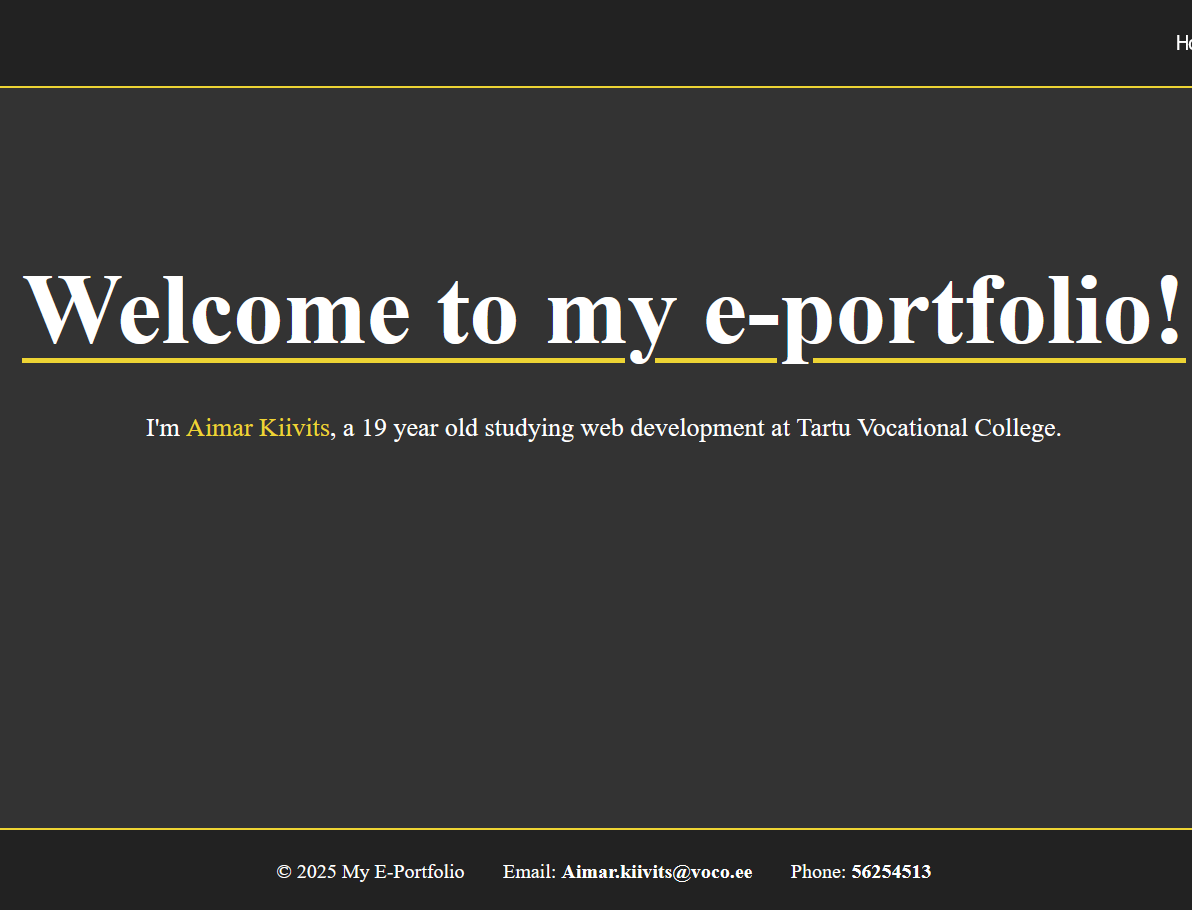 Welcome to my e-portfolio!
I'm Aimar Kiivits, a 19 year old studying web development at Tartu Vocational College.
© 2025 My E-Portfolio Email: Aimar.kiivits@voco.ee Phone: 56254513